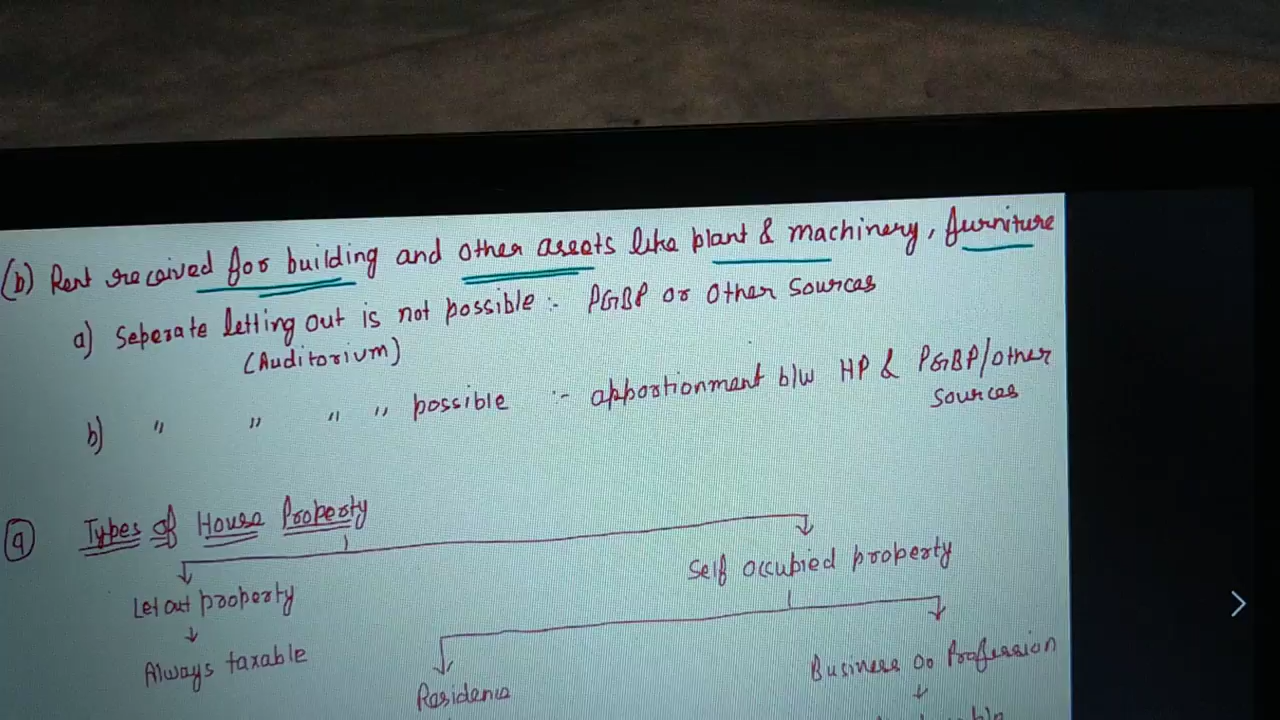 (b) Rent received for building and other assets like plant & machinery, furniture
a) Seperate letting out is not possible :- PGBP or Other Sources
(Auditorium)
b) " " " " possible :- apportionment b/w HP & PGBP/other
Sources
9 Types of House Property
Let out property
Self occupied property
Always taxable
Residence
Business or Profession